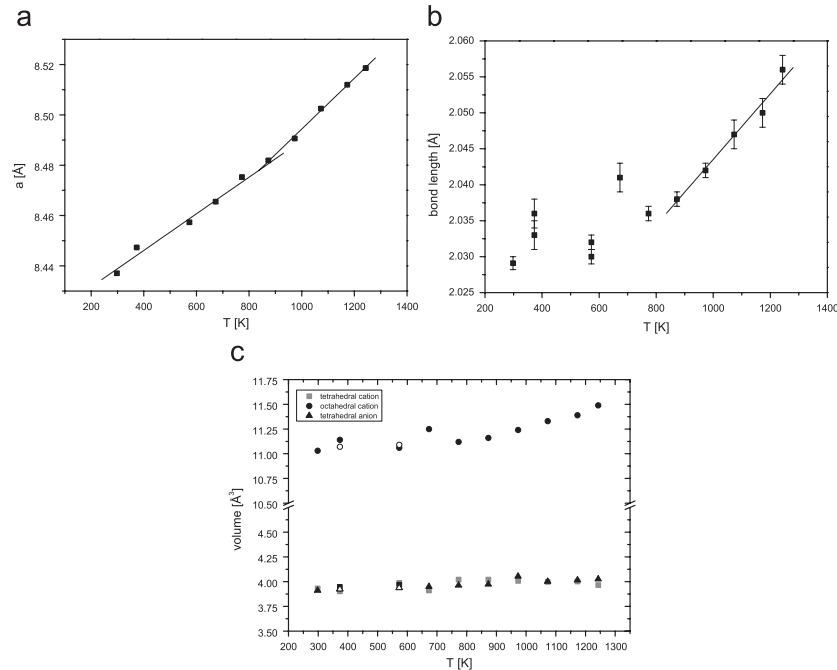 a
8.52
8.50
8.48
8.46
8.44
a [Å]
200 400 600 800 1000 1200 1400
T [K]
b
2.060
2.055
2.050
2.045
2.040
2.035
2.030
2.025
bond length [Å]
200 400 600 800 1000 1200 1400
T [K]
c
11.75
11.50
11.25
11.00
10.75
10.50
4.50
4.25
4.00
3.75
3.50
volume [Å³]
tetrahedral cation
octahedral cation
tetrahedral anion
200 300 400 500 600 700 800 900 1000 1100 1200 1300
T [K]